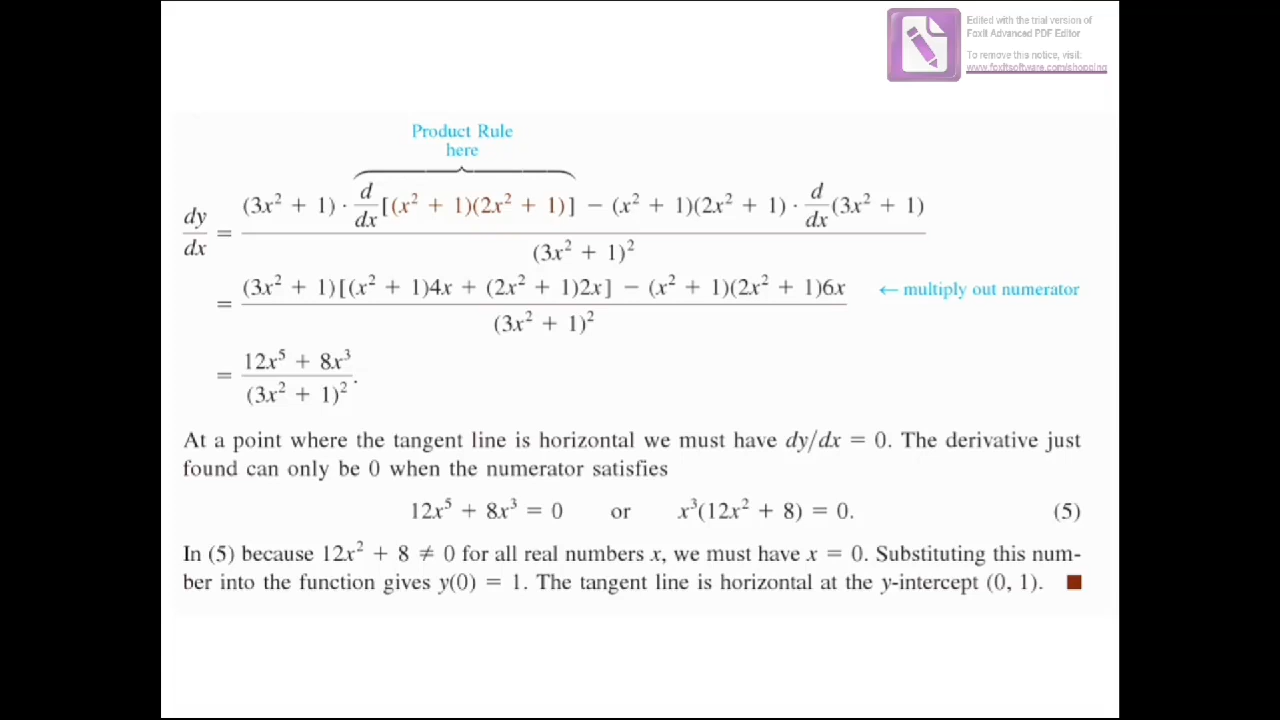 Edited with the trial version of
Foxit Advanced PDF Editor
To remove this notice, visit:
www.foxitsoftware.com/shopping
Product Rule
here
dy/dx = ((3x² + 1) · d/dx[(x² + 1)(2x² + 1)] − (x² + 1)(2x² + 1) · d/dx(3x² + 1)) / (3x² + 1)²
= ((3x² + 1)[(x² + 1)4x + (2x² + 1)2x] − (x² + 1)(2x² + 1)6x) / (3x² + 1)² ← multiply out numerator
= (12x⁵ + 8x³) / (3x² + 1)².
At a point where the tangent line is horizontal we must have dy/dx = 0. The derivative just
found can only be 0 when the numerator satisfies
12x⁵ + 8x³ = 0 or x³(12x² + 8) = 0. (5)
In (5) because 12x² + 8 ≠ 0 for all real numbers x, we must have x = 0. Substituting this num-
ber into the function gives y(0) = 1. The tangent line is horizontal at the y-intercept (0, 1). ■